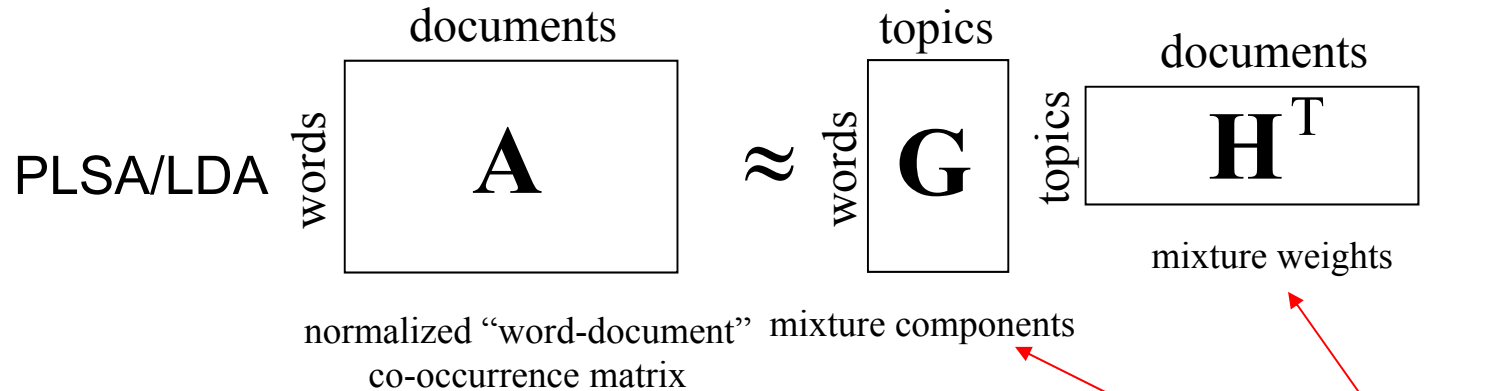 documents
topics
documents
PLSA/LDA
words
A
≈
words
G
topics
H^T
mixture weights
normalized “word-document”
co-occurrence matrix
mixture components